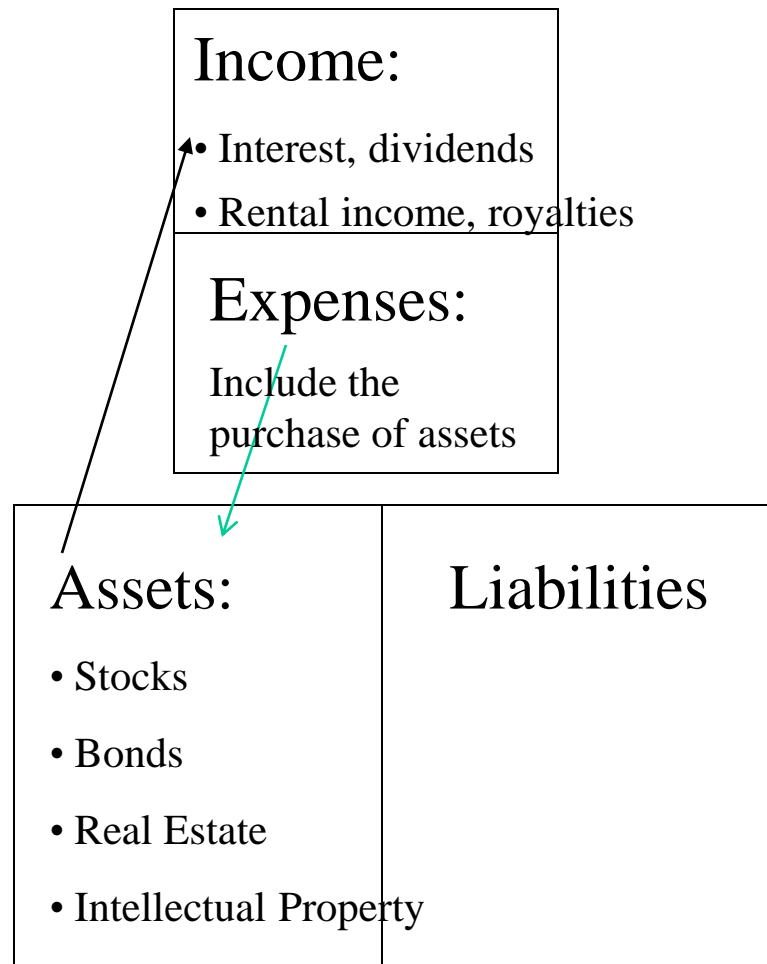 Income:
• Interest, dividends
• Rental income, royalties
Expenses:
Include the
purchase of assets
Assets:
• Stocks
• Bonds
• Real Estate
• Intellectual Property
Liabilities